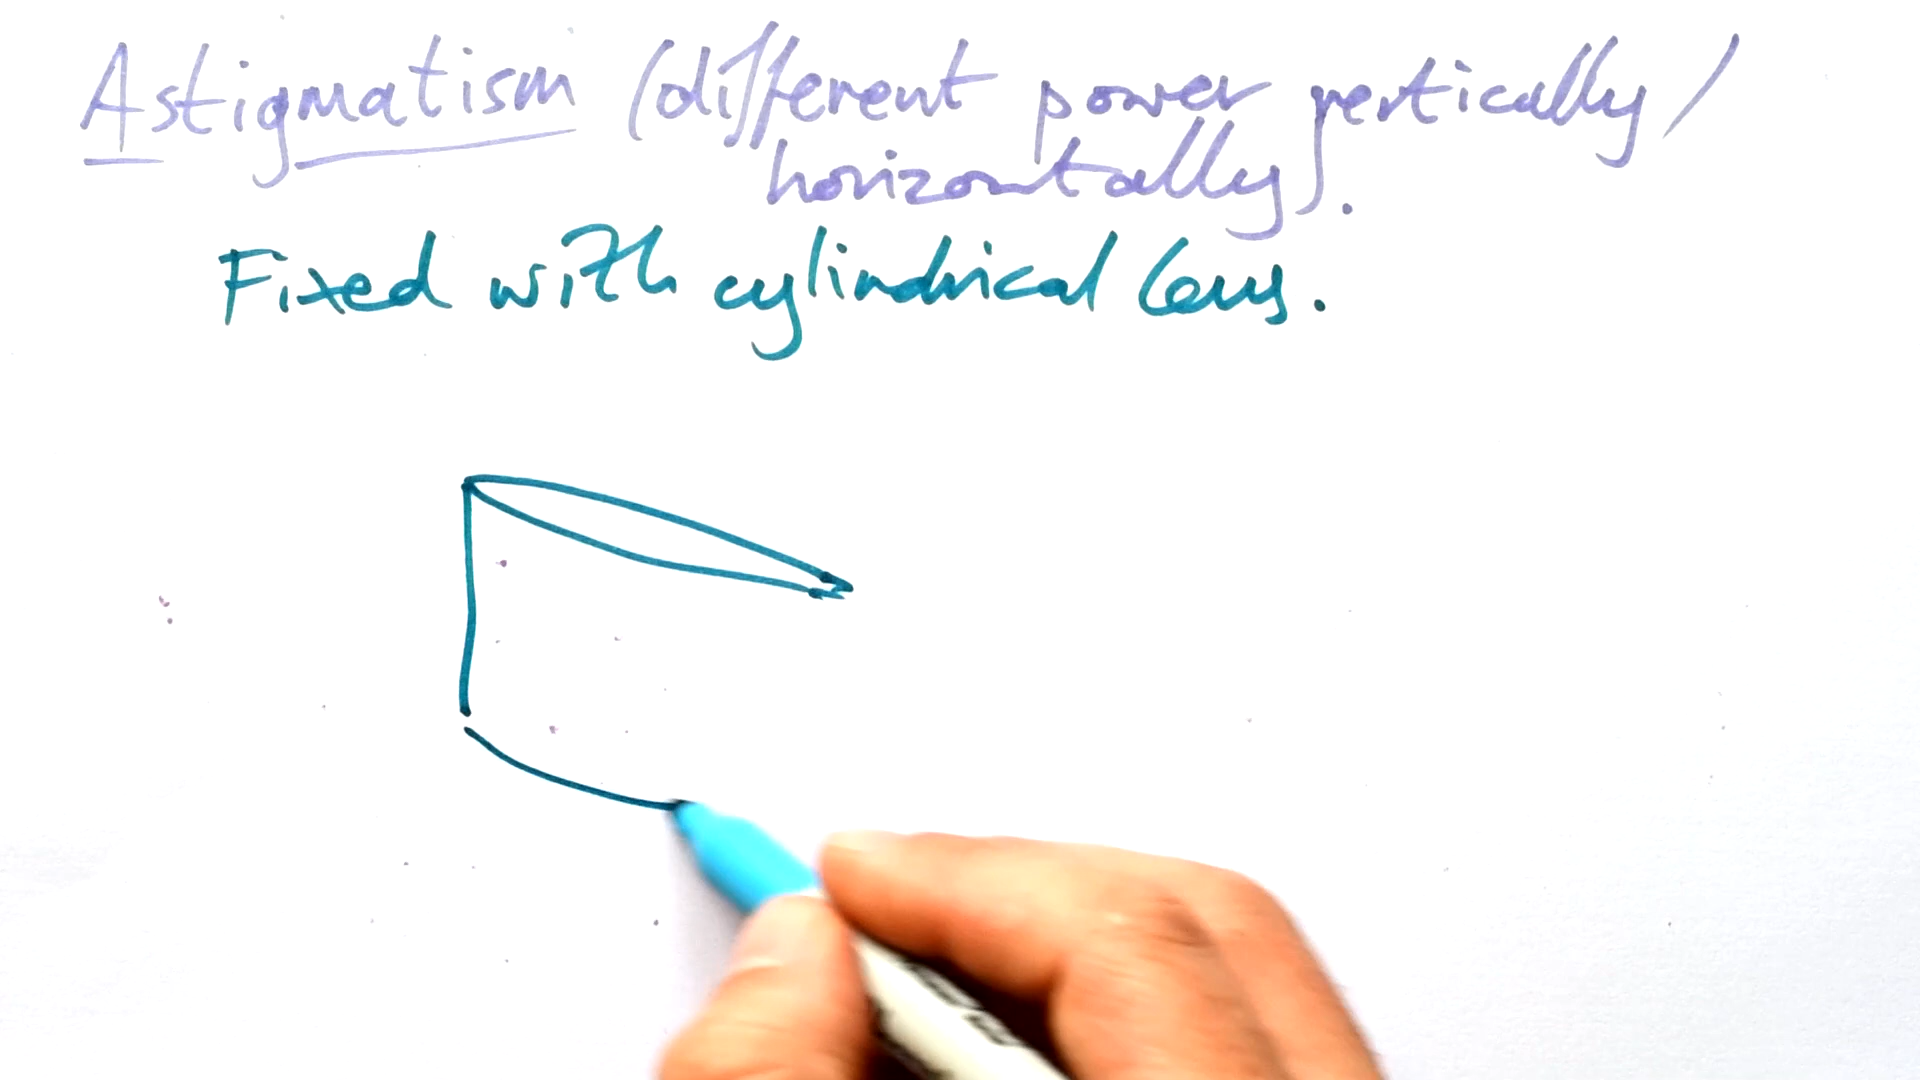 Astigmatism (different power vertically/
horizontally).
Fixed with cylindrical lens.